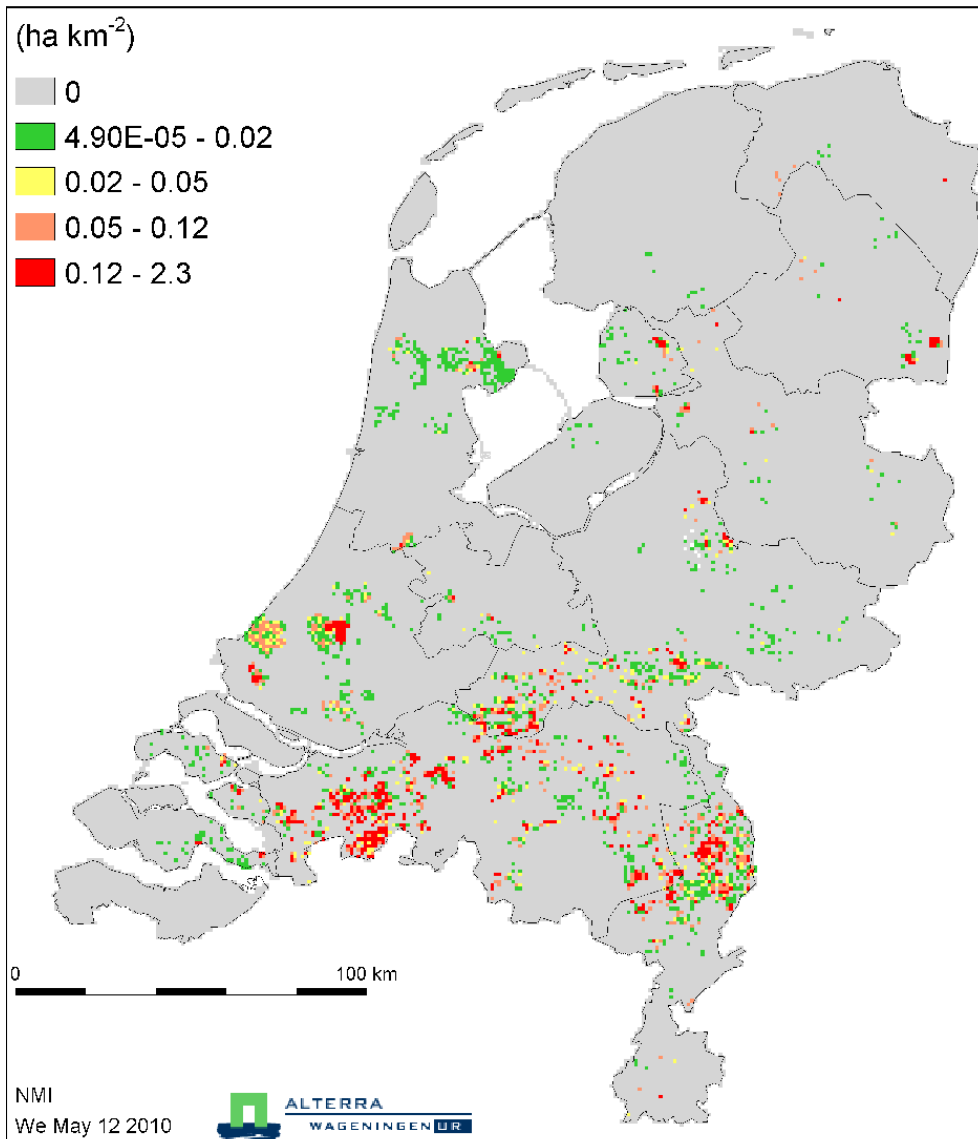 (ha km-2)
0
4.90E-05 - 0.02
0.02 - 0.05
0.05 - 0.12
0.12 - 2.3
0 100 km
NMI
We May 12 2010
ALTERRA
WAGENINGEN UR